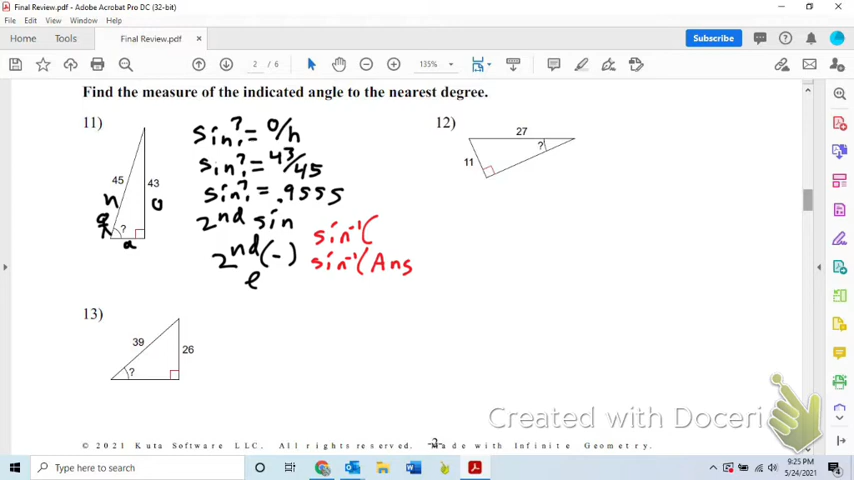 Final Review.pdf - Adobe Acrobat Pro DC (32-bit)
File Edit View Window Help
Home Tools Final Review.pdf × Subscribe
2 / 6 135%
Find the measure of the indicated angle to the nearest degree.
11)
45
43
h
o
a
?
sin ? = o/h
sin ? = 43/45
sin ? = .9555
2nd sin
sin⁻¹(
2nd (-)
sin⁻¹(Ans
e
12)
27
11
?
13)
39
26
?
Created with Doceri
© 2021 Kuta Software LLC. All rights reserved. Made with Infinite Geometry.
-2-
Type here to search
9:25 PM
5/24/2021
4